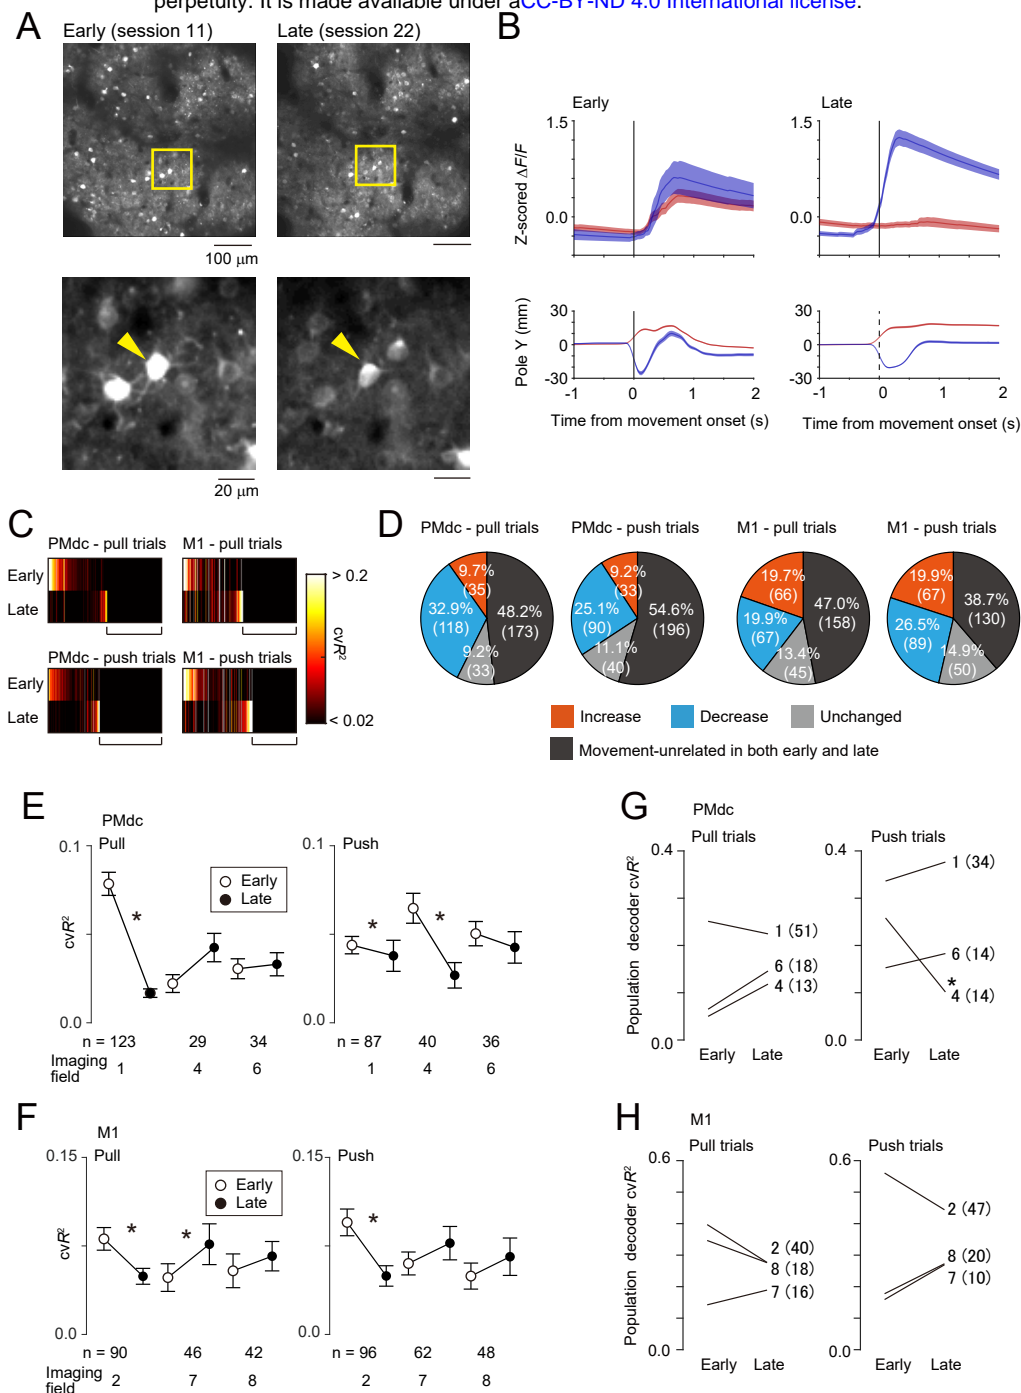 perpetuity. It is made available under aCC-BY-ND 4.0 International license.
A
Early (session 11)
Late (session 22)
100 μm
20 μm
B
Early
Late
1.5
0.0
Z-scored ΔF/F
1.5
0.0
30
0
-30
Pole Y (mm)
30
0
-30
-1 0 1 2
-1 0 1 2
Time from movement onset (s)
Time from movement onset (s)
C
PMdc - pull trials
M1 - pull trials
Early
Late
PMdc - push trials
M1 - push trials
Early
Late
> 0.2
cvR²
< 0.02
D
PMdc - pull trials
PMdc - push trials
M1 - pull trials
M1 - push trials
9.7%
(35)
32.9%
(118)
48.2%
(173)
9.2%
(33)
9.2%
(33)
25.1%
(90)
54.6%
(196)
11.1%
(40)
19.7%
(66)
19.9%
(67)
47.0%
(158)
13.4%
(45)
19.9%
(67)
26.5%
(89)
38.7%
(130)
14.9%
(50)
Increase
Decrease
Unchanged
Movement-unrelated in both early and late
E
PMdc
Pull
Push
0.1
0.0
cvR²
Early
Late
*
0.1
0.0
*
*
n = 123 29 34
n = 87 40 36
Imaging
field
1 4 6
1 4 6
F
M1
Pull
Push
0.15
0.0
cvR²
Early
Late
*
*
0.15
0.0
*
n = 90 46 42
n = 96 62 48
Imaging
field
2 7 8
2 7 8
G
PMdc
Pull trials
Push trials
Population decoder cvR²
0.4
0.0
1 (51)
6 (18)
4 (13)
0.4
0.0
1 (34)
6 (14)
*
4 (14)
Early Late
Early Late
H
M1
Pull trials
Push trials
Population decoder cvR²
0.6
0.0
2 (40)
8 (18)
7 (16)
0.6
0.0
2 (47)
8 (20)
7 (10)
Early Late
Early Late